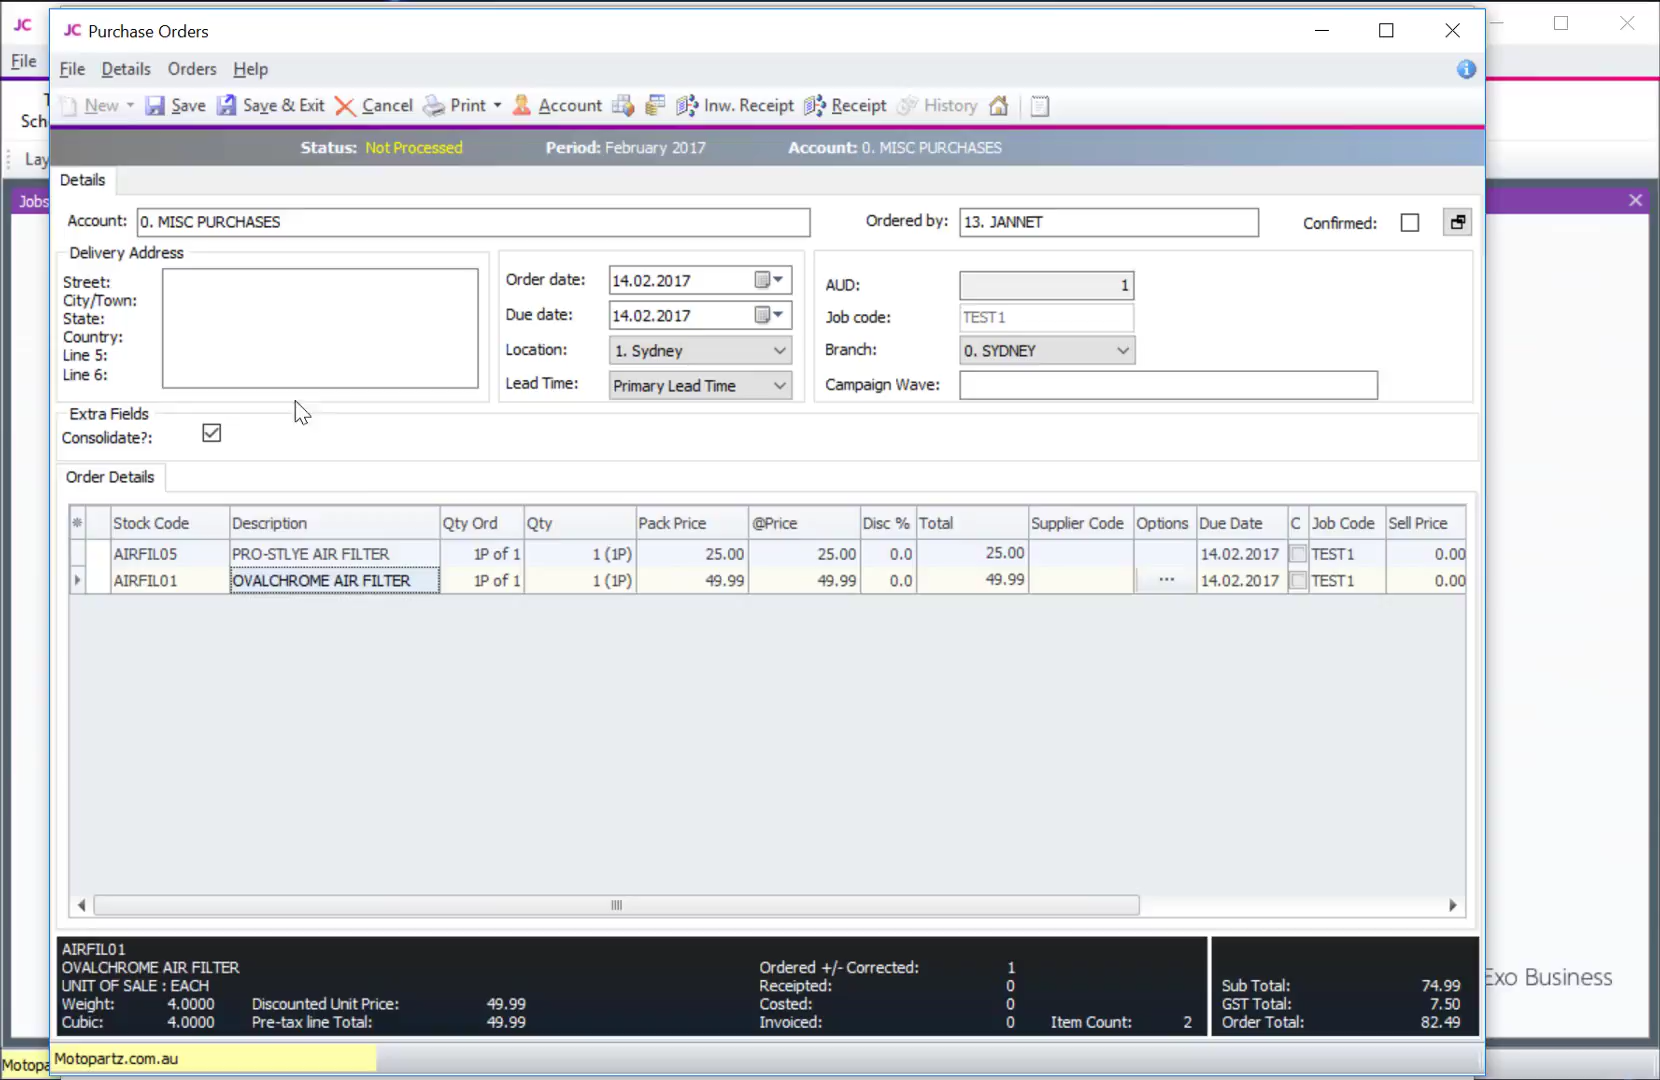 JC
JC Purchase Orders
File
File Details Orders Help
Sch
New Save Save & Exit Cancel Print Account Inw. Receipt Receipt History
Lay
Status: Not Processed Period: February 2017 Account: 0. MISC PURCHASES
Details
Jobs
Account: 0. MISC PURCHASES Ordered by: 13. JANNET Confirmed:
Delivery Address
Street:
City/Town:
State:
Country:
Line 5:
Line 6:
Order date: 14.02.2017
Due date: 14.02.2017
Location: 1. Sydney
Lead Time: Primary Lead Time
AUD: 1
Job code: TEST1
Branch: 0. SYDNEY
Campaign Wave:
Extra Fields
Consolidate?:
Order Details
Stock Code Description Qty Ord Qty Pack Price @Price Disc % Total Supplier Code Options Due Date C Job Code Sell Price
AIRFIL05 PRO-STLYE AIR FILTER 1P of 1 1 (1P) 25.00 25.00 0.0 25.00 14.02.2017 TEST1 0.00
AIRFIL01 OVALCHROME AIR FILTER 1P of 1 1 (1P) 49.99 49.99 0.0 49.99 ... 14.02.2017 TEST1 0.00
AIRFIL01
OVALCHROME AIR FILTER
UNIT OF SALE : EACH
Weight: 4.0000 Discounted Unit Price: 49.99
Cubic: 4.0000 Pre-tax line Total: 49.99
Ordered +/- Corrected: 1
Receipted: 0
Costed: 0
Invoiced: 0 Item Count: 2
Sub Total: 74.99
GST Total: 7.50
Order Total: 82.49
Exo Business
Motopartz.com.au
Motopa